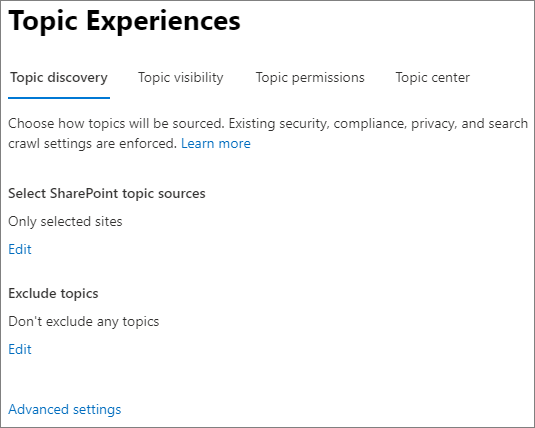 Topic Experiences
Topic discovery Topic visibility Topic permissions Topic center
Choose how topics will be sourced. Existing security, compliance, privacy, and search
crawl settings are enforced. Learn more
Select SharePoint topic sources
Only selected sites
Edit
Exclude topics
Don't exclude any topics
Edit
Advanced settings